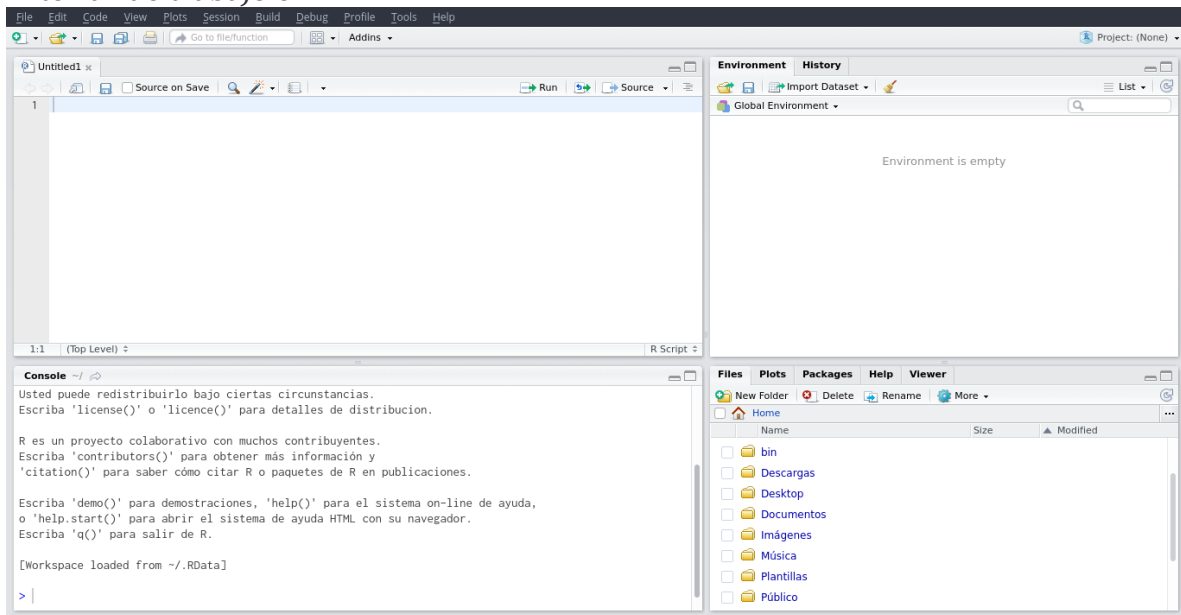 File Edit Code View Plots Session Build Debug Profile Tools Help
Go to file/function Addins Project: (None)
Untitled1
Source on Save Run Source
1
1:1 (Top Level) R Script
Console ~/
Usted puede redistribuirlo bajo ciertas circunstancias.
Escriba 'license()' o 'licence()' para detalles de distribucion.
R es un proyecto colaborativo con muchos contribuyentes.
Escriba 'contributors()' para obtener más información y
'citation()' para saber cómo citar R o paquetes de R en publicaciones.
Escriba 'demo()' para demostraciones, 'help()' para el sistema on-line de ayuda,
o 'help.start()' para abrir el sistema de ayuda HTML con su navegador.
Escriba 'q()' para salir de R.
[Workspace loaded from ~/.RData]
>
Environment History
Import Dataset List
Global Environment
Environment is empty
Files Plots Packages Help Viewer
New Folder Delete Rename More
Home ...
Name Size Modified
bin
Descargas
Desktop
Documentos
Imágenes
Música
Plantillas
Público